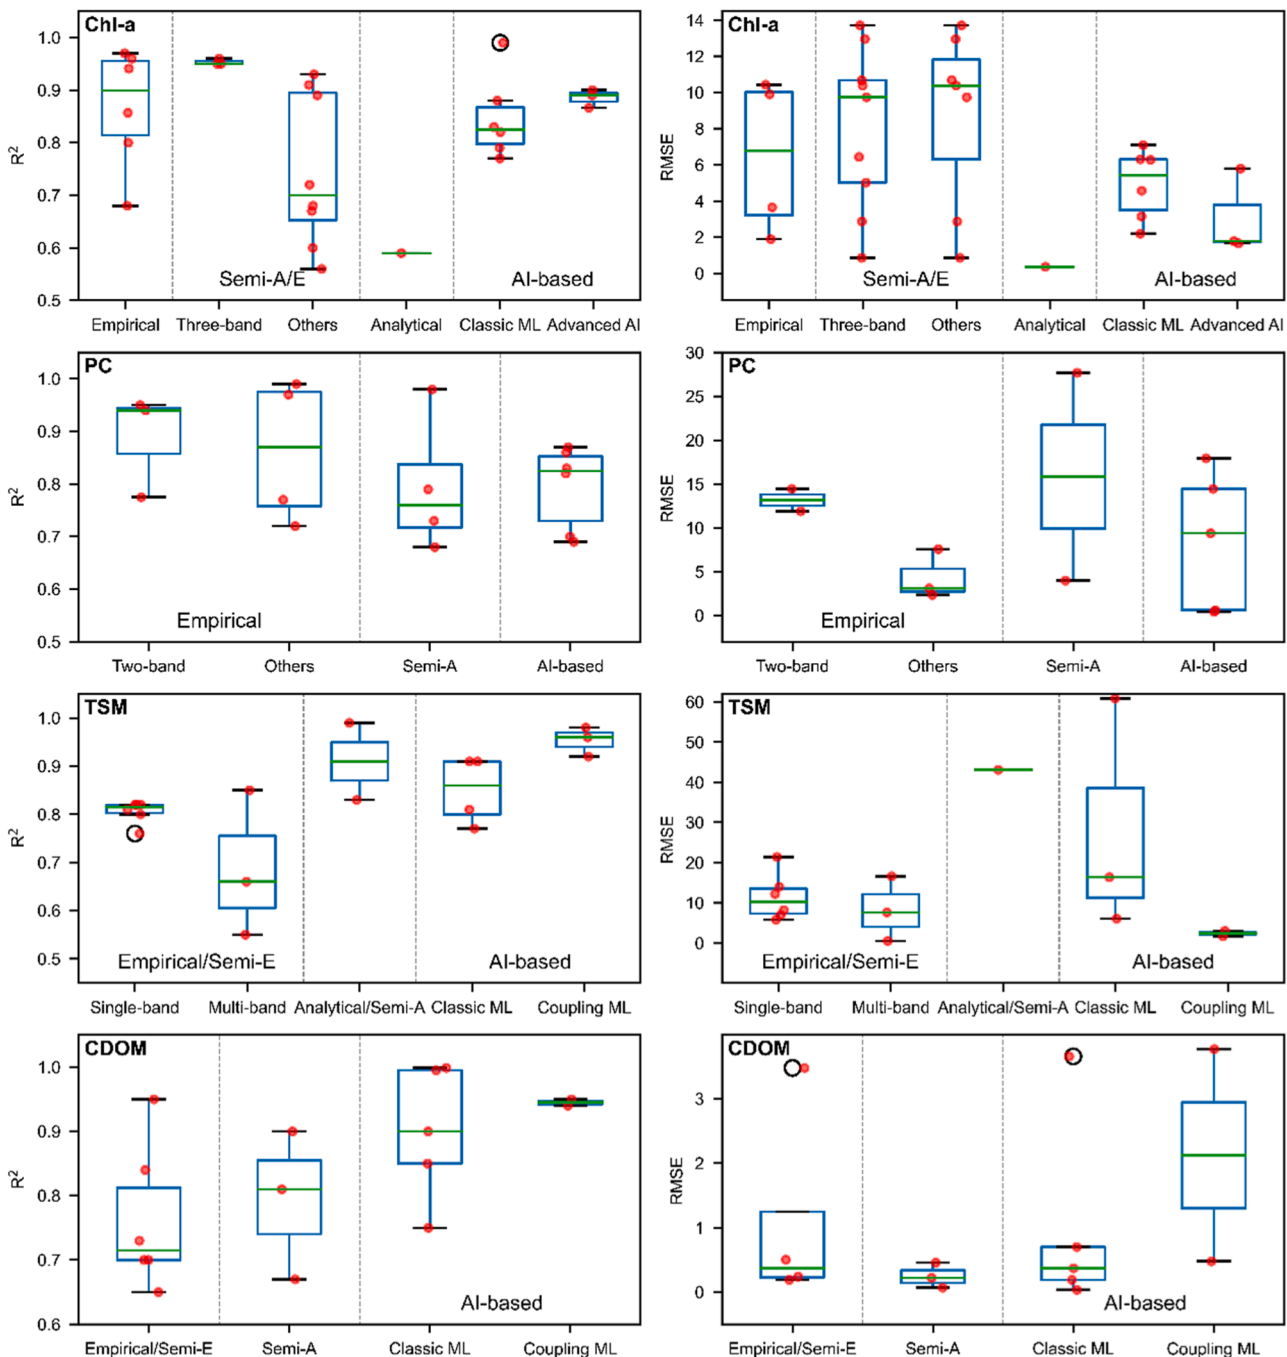 Chl-a
1.0
0.9
0.8
0.7
0.6
0.5
R²
Semi-A/E
AI-based
Empirical Three-band Others Analytical Classic ML Advanced AI
Chl-a
14
12
10
8
6
4
2
0
RMSE
Semi-A/E
AI-based
Empirical Three-band Others Analytical Classic ML Advanced AI
PC
1.0
0.9
0.8
0.7
0.6
0.5
R²
Empirical
Two-band Others Semi-A AI-based
PC
30
25
20
15
10
5
0
RMSE
Empirical
Two-band Others Semi-A AI-based
TSM
1.0
0.9
0.8
0.7
0.6
0.5
R²
Empirical/Semi-E
AI-based
Single-band Multi-band Analytical/Semi-A Classic ML Coupling ML
TSM
60
50
40
30
20
10
0
RMSE
Empirical/Semi-E
AI-based
Single-band Multi-band Analytical/Semi-A Classic ML Coupling ML
CDOM
1.0
0.9
0.8
0.7
0.6
R²
AI-based
Empirical/Semi-E Semi-A Classic ML Coupling ML
CDOM
3
2
1
0
RMSE
AI-based
Empirical/Semi-E Semi-A Classic ML Coupling ML